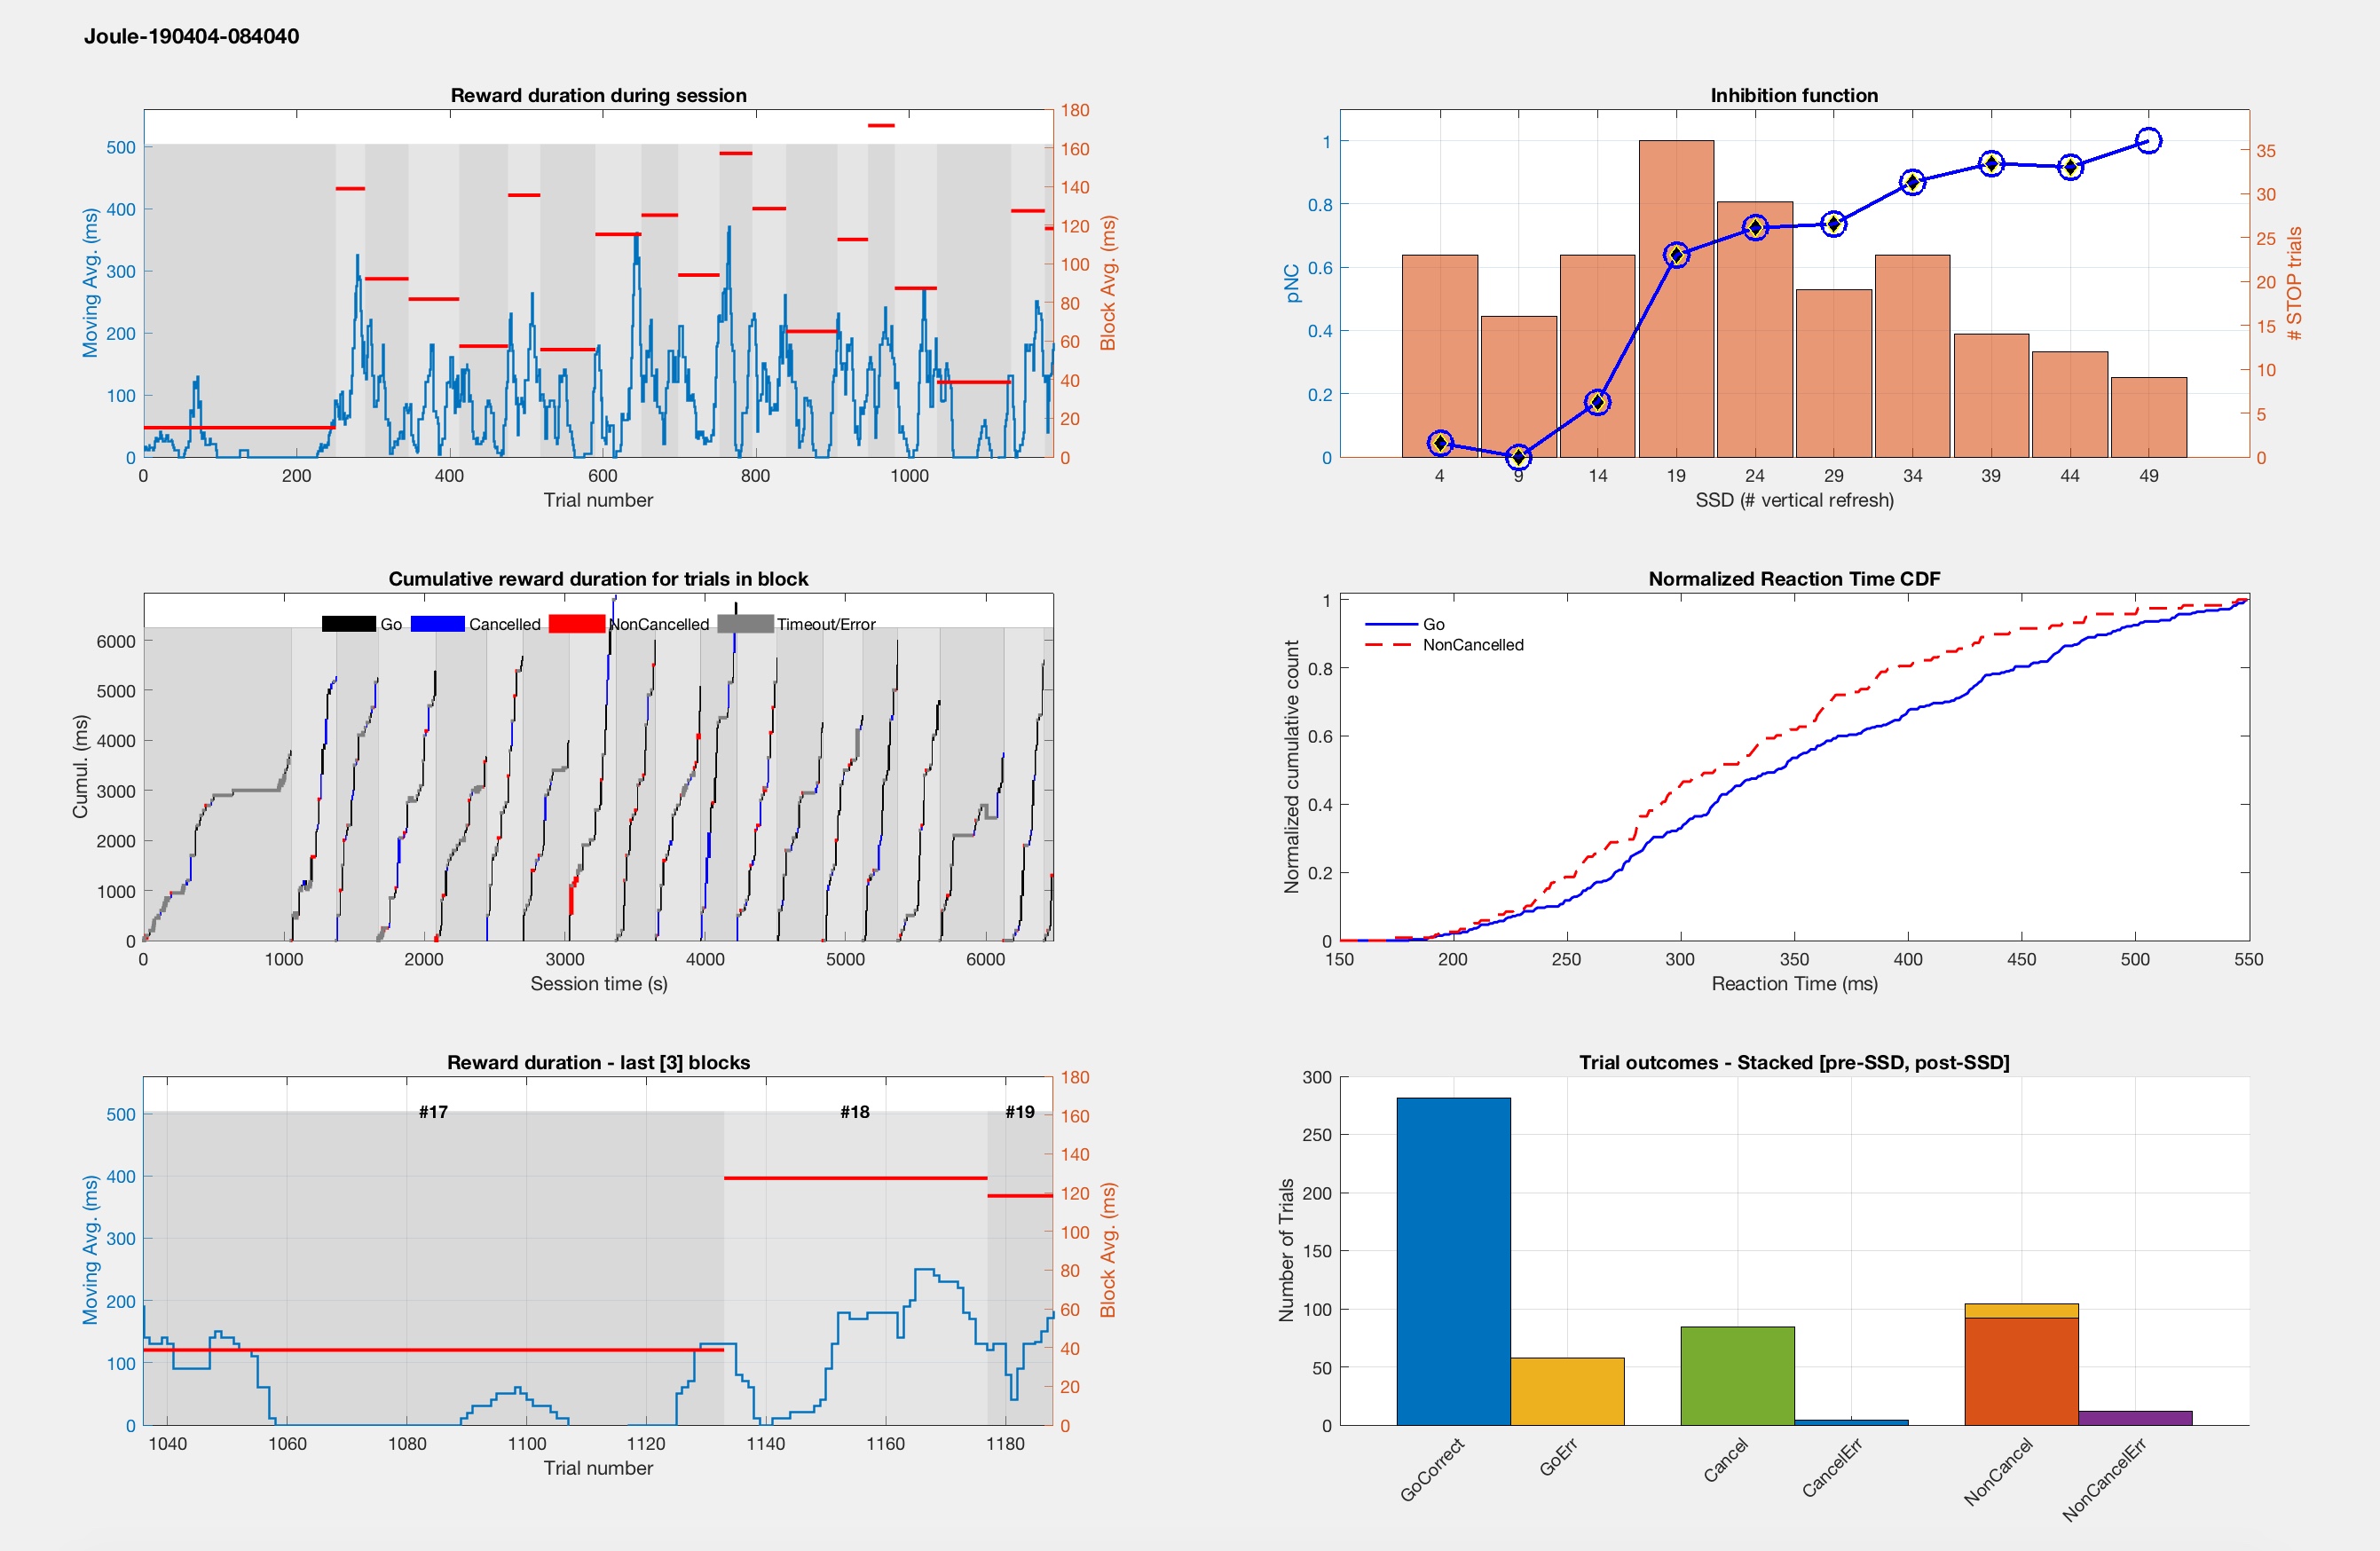 Joule-190404-084040
Reward duration during session
Moving Avg. (ms)
500
400
300
200
100
0
180
160
140
120
100
80
60
40
20
0
Block Avg. (ms)
0 200 400 600 800 1000
Trial number
Inhibition function
pNC
1
0.8
0.6
0.4
0.2
0
35
30
25
20
15
10
5
0
# STOP trials
4 9 14 19 24 29 34 39 44 49
SSD (# vertical refresh)
Cumulative reward duration for trials in block
Go Cancelled NonCancelled Timeout/Error
Cumul. (ms)
6000
5000
4000
3000
2000
1000
0
0 1000 2000 3000 4000 5000 6000
Session time (s)
Normalized Reaction Time CDF
Go
NonCancelled
Normalized cumulative count
1
0.8
0.6
0.4
0.2
0
150 200 250 300 350 400 450 500 550
Reaction Time (ms)
Reward duration - last [3] blocks
#17 #18 #19
Moving Avg. (ms)
500
400
300
200
100
0
180
160
140
120
100
80
60
40
20
0
Block Avg. (ms)
1040 1060 1080 1100 1120 1140 1160 1180
Trial number
Trial outcomes - Stacked [pre-SSD, post-SSD]
Number of Trials
300
250
200
150
100
50
0
GoCorrect
GoErr
Cancel
CancelErr
NonCancel
NonCancelErr